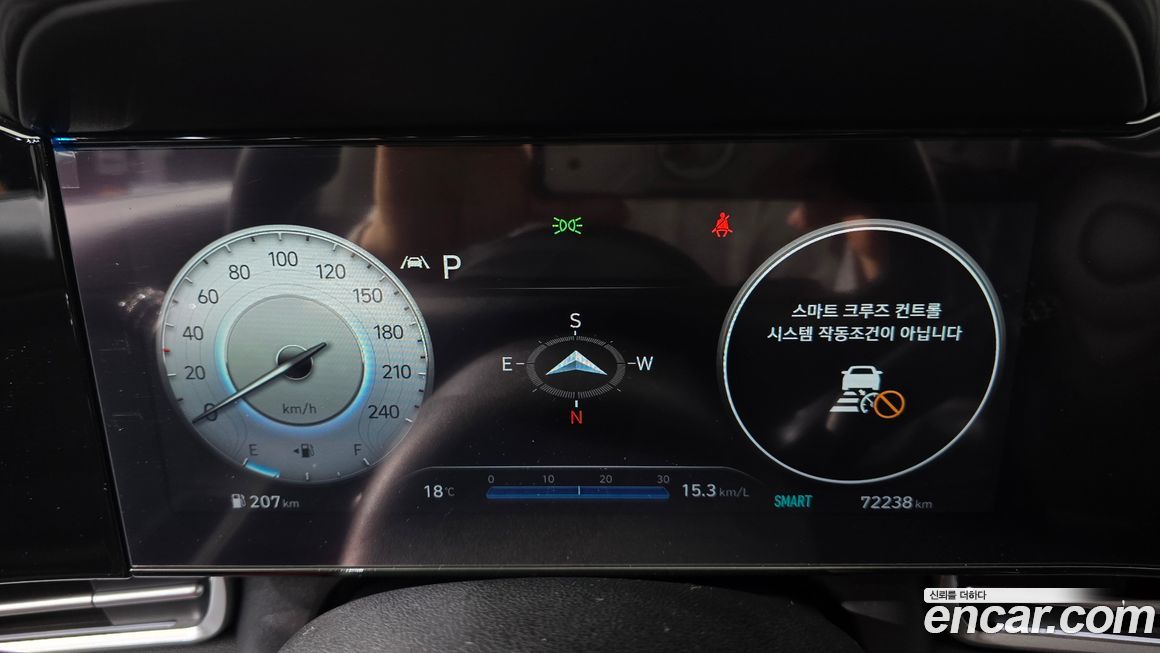 P
0
20
40
60
80
100
120
150
180
210
240
km/h
E
F
207 km
S
E
W
N
18°C
0 10 20 30
15.3 km/L
스마트 크루즈 컨트롤
시스템 작동조건이 아닙니다
SMART
72238 km
신뢰를 더하다
encar.com